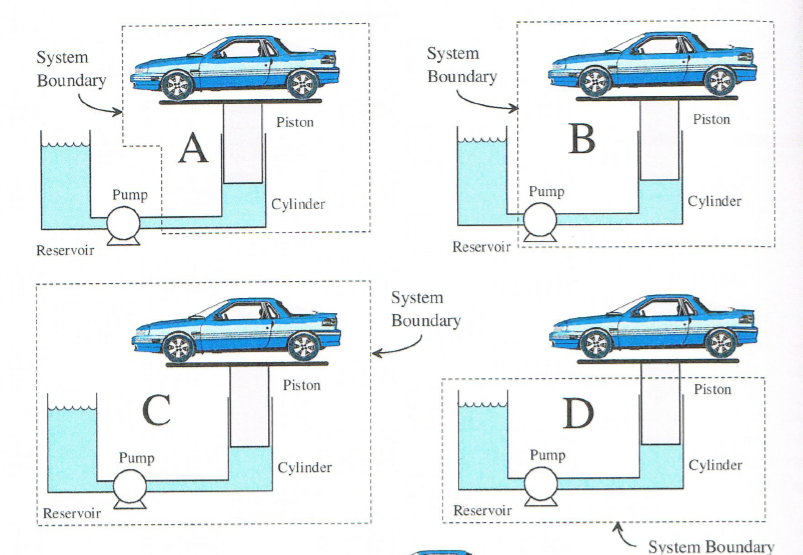 System
Boundary
A
Piston
Pump
Cylinder
Reservoir
System
Boundary
B
Piston
Pump
Cylinder
Reservoir
System
Boundary
C
Piston
Pump
Cylinder
Reservoir
D
Piston
Pump
Cylinder
Reservoir
System Boundary